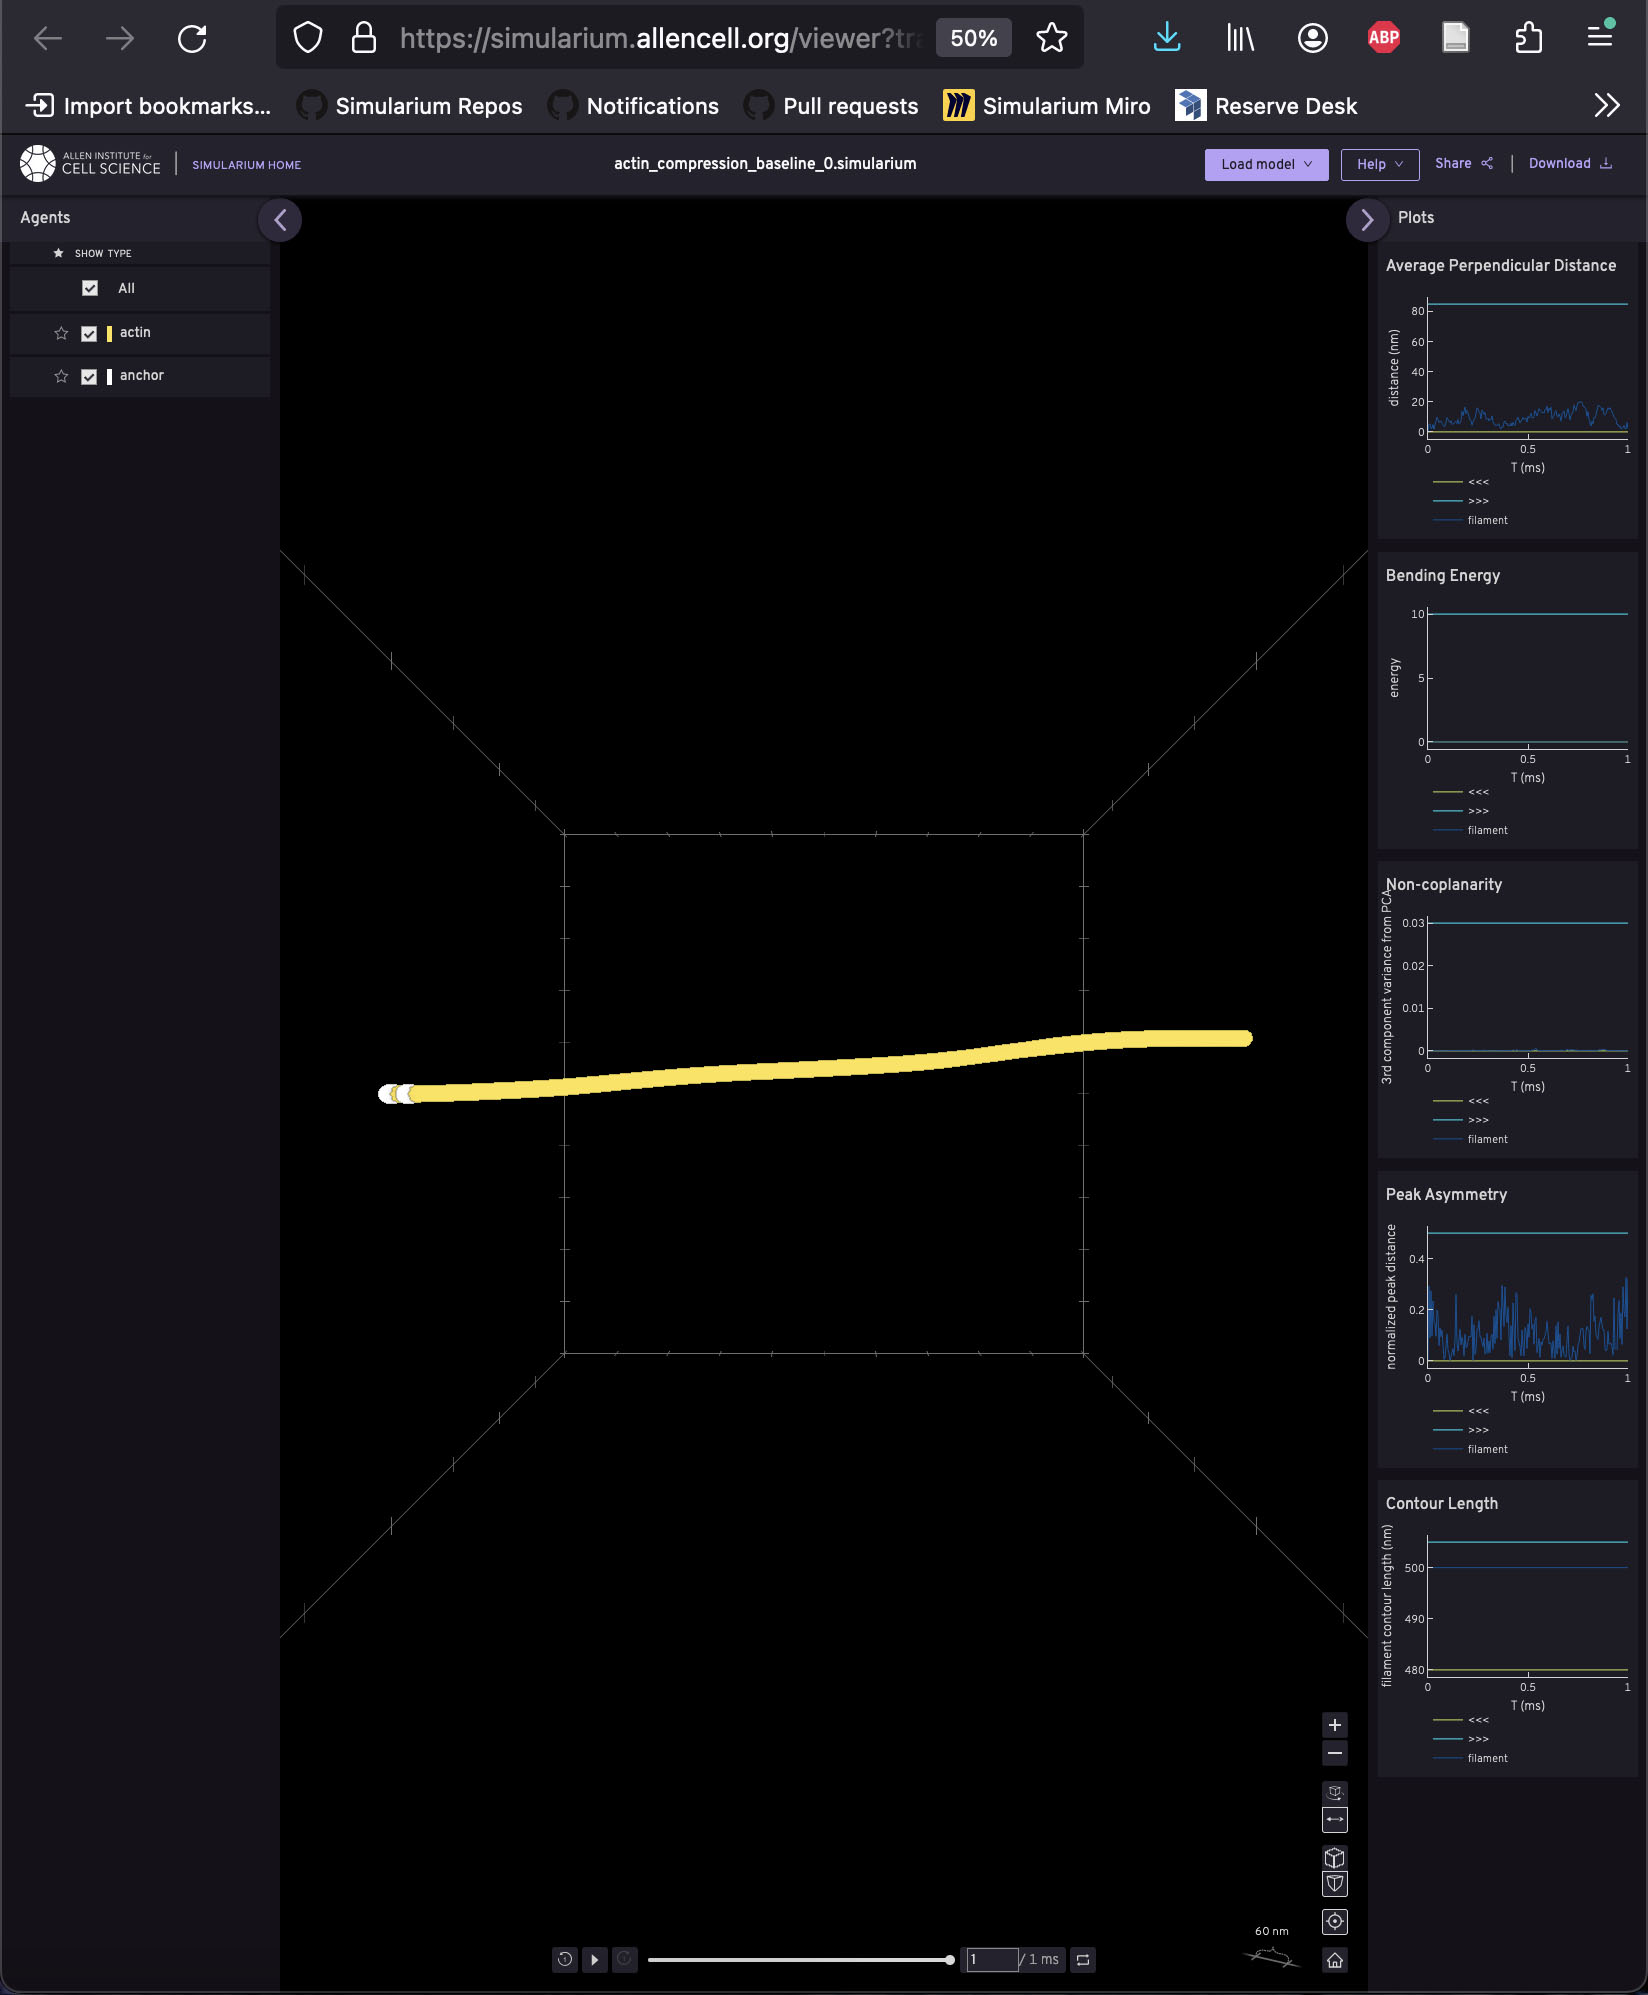 https://simularium.allencell.org/viewer?tra
50%
ABP
Import bookmarks...
Simularium Repos
Notifications
Pull requests
Simularium Miro
Reserve Desk
ALLEN INSTITUTE for
CELL SCIENCE
SIMULARIUM HOME
actin_compression_baseline_0.simularium
Load model
Help
Share
Download
Agents
SHOW TYPE
All
actin
anchor
Plots
Average Perpendicular Distance
distance (nm)
80
60
40
20
0
0
0.5
1
T (ms)
<<<
>>>
filament
Bending Energy
energy
10
5
0
0
0.5
1
T (ms)
<<<
>>>
filament
Non-coplanarity
3rd component variance from PCA
0.03
0.02
0.01
0
0
0.5
1
T (ms)
<<<
>>>
filament
Peak Asymmetry
normalized peak distance
0.4
0.2
0
0
0.5
1
T (ms)
<<<
>>>
filament
Contour Length
filament contour length (nm)
500
490
480
0
0.5
1
T (ms)
<<<
>>>
filament
60 nm
1
/ 1 ms